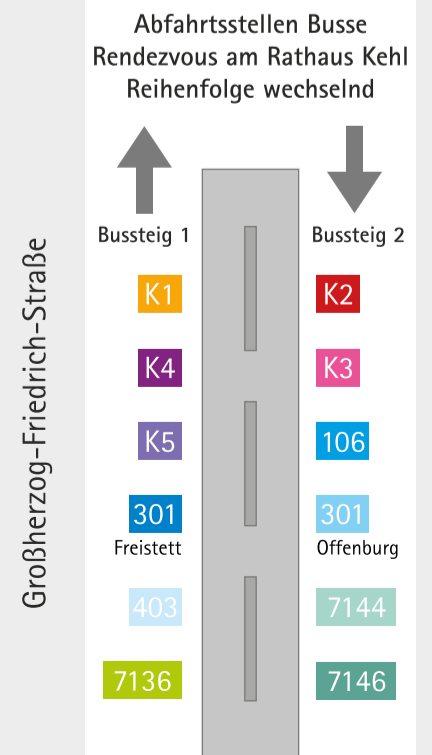 Abfahrtsstellen Busse
Rendezvous am Rathaus Kehl
Reihenfolge wechselnd
Großherzog-Friedrich-Straße
Bussteig 1
K1
K4
K5
301
Freistett
403
7136
Bussteig 2
K2
K3
106
301
Offenburg
7144
7146